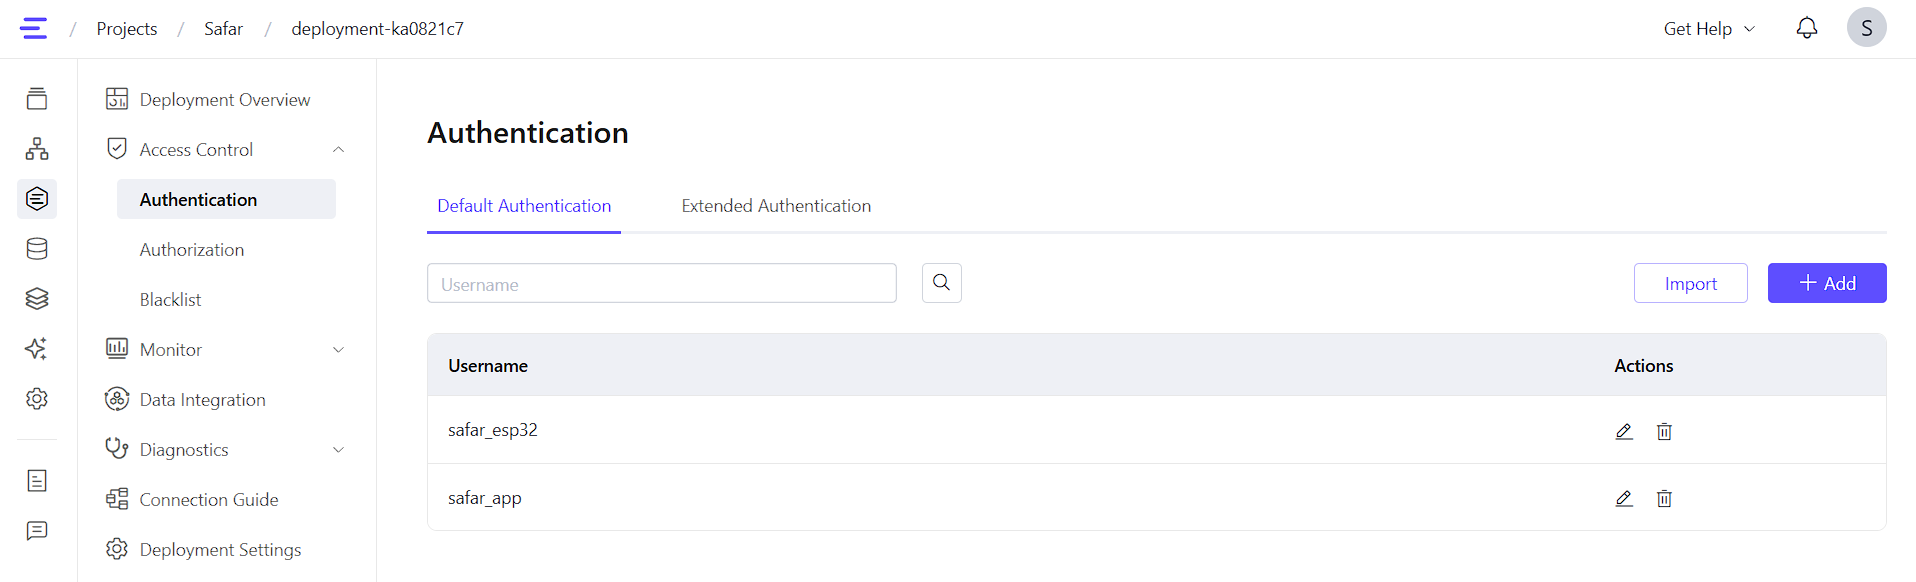 / Projects / Safar / deployment-ka0821c7
Get Help
S
Deployment Overview
Access Control
Authentication
Authorization
Blacklist
Monitor
Data Integration
Diagnostics
Connection Guide
Deployment Settings
Authentication
Default Authentication
Extended Authentication
Username
Import
+ Add
Username
Actions
safar_esp32
safar_app